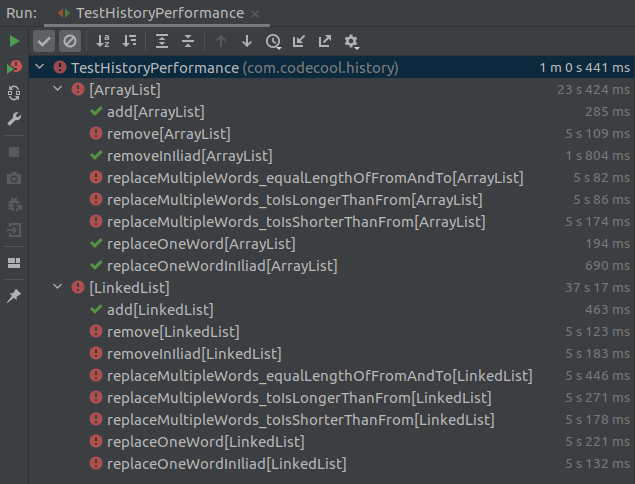 Run: TestHistoryPerformance
TestHistoryPerformance (com.codecool.history) 1 m 0 s 441 ms
[ArrayList] 23 s 424 ms
add[ArrayList] 285 ms
remove[ArrayList] 5 s 109 ms
removeInIliad[ArrayList] 1 s 804 ms
replaceMultipleWords_equalLengthOfFromAndTo[ArrayList] 5 s 82 ms
replaceMultipleWords_toIsLongerThanFrom[ArrayList] 5 s 86 ms
replaceMultipleWords_toIsShorterThanFrom[ArrayList] 5 s 174 ms
replaceOneWord[ArrayList] 194 ms
replaceOneWordInIliad[ArrayList] 690 ms
[LinkedList] 37 s 17 ms
add[LinkedList] 463 ms
remove[LinkedList] 5 s 123 ms
removeInIliad[LinkedList] 5 s 183 ms
replaceMultipleWords_equalLengthOfFromAndTo[LinkedList] 5 s 446 ms
replaceMultipleWords_toIsLongerThanFrom[LinkedList] 5 s 271 ms
replaceMultipleWords_toIsShorterThanFrom[LinkedList] 5 s 178 ms
replaceOneWord[LinkedList] 5 s 221 ms
replaceOneWordInIliad[LinkedList] 5 s 132 ms